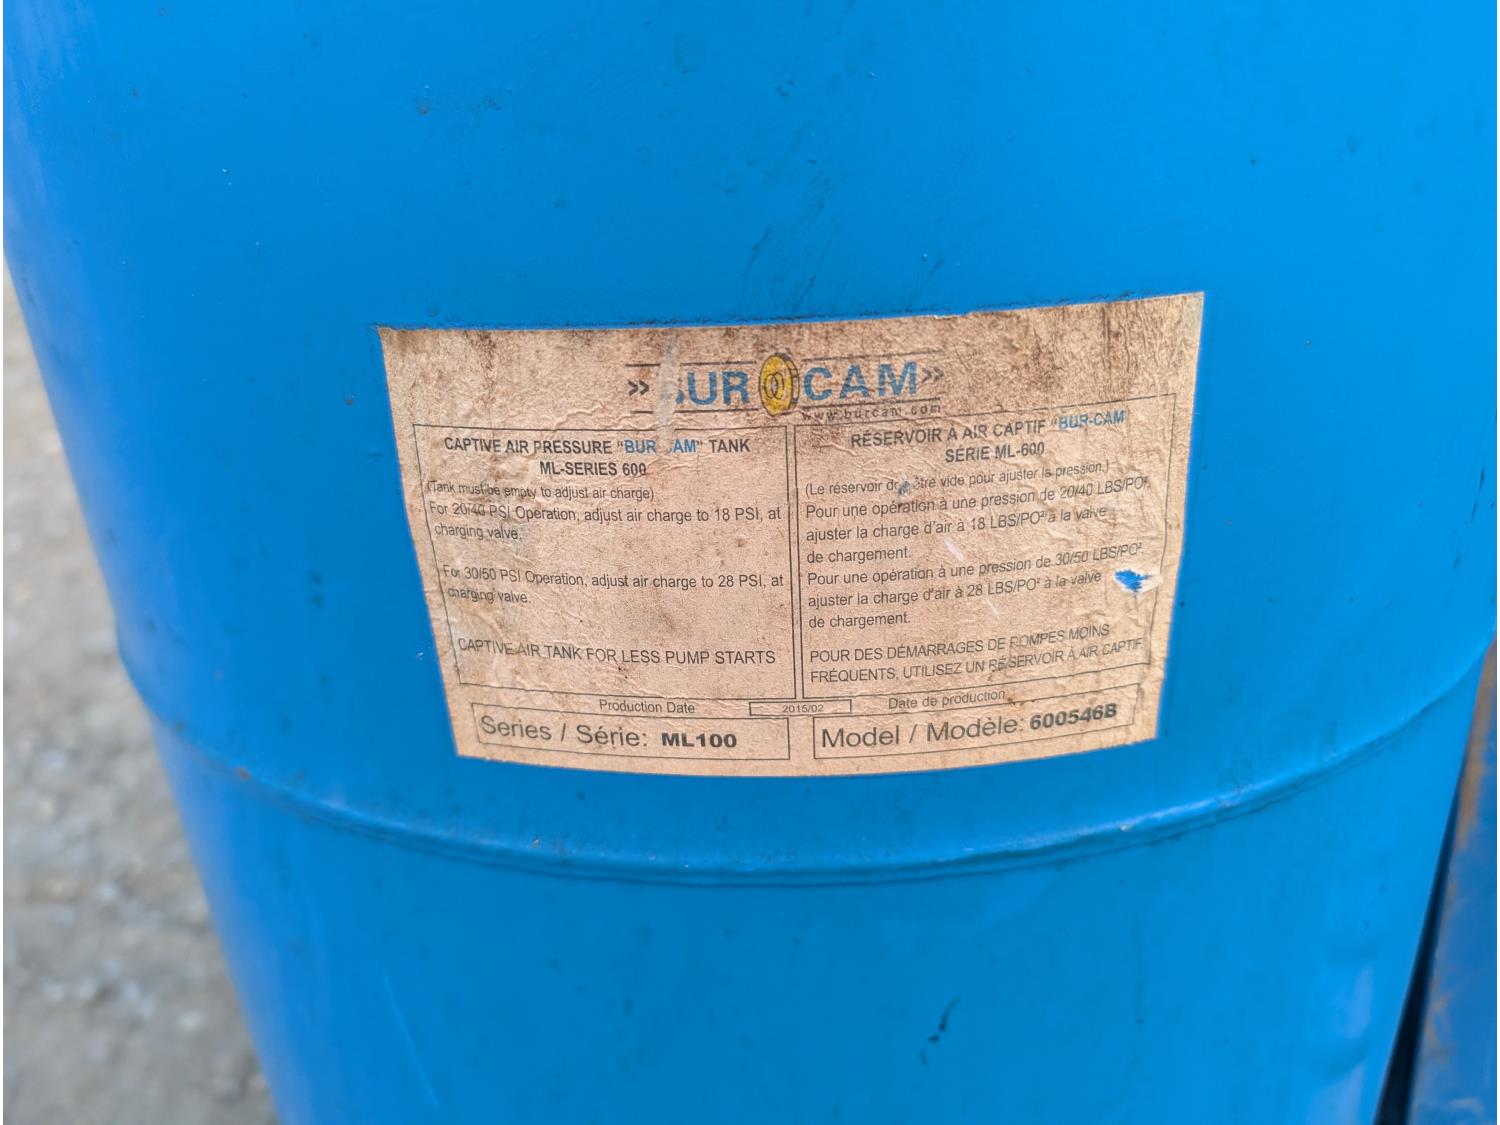 BUR CAM
www.burcam.com
CAPTIVE AIR PRESSURE "BUR CAM" TANK
ML-SERIES 600
(Tank must be empty to adjust air charge)
For 20/40 PSI Operation, adjust air charge to 18 PSI, at
charging valve.
For 30/50 PSI Operation, adjust air charge to 28 PSI, at
charging valve.
CAPTIVE AIR TANK FOR LESS PUMP STARTS
RÉSERVOIR À AIR CAPTIF "BUR-CAM
SÉRIE ML-600
(Le réservoir doit être vide pour ajuster la pression.)
Pour une opération à une pression de 20/40 LBS/PO²,
ajuster la charge d'air à 18 LBS/PO² à la valve
de chargement.
Pour une opération à une pression de 30/50 LBS/PO²
ajuster la charge d'air à 28 LBS/PO² à la valve
de chargement.
POUR DES DÉMARRAGES DE POMPES MOINS
FRÉQUENTS, UTILISEZ UN RÉSERVOIR À AIR CAPTIF
Production Date 2015/02 Date de production
Series / Série: ML100
Model / Modèle: 600546B